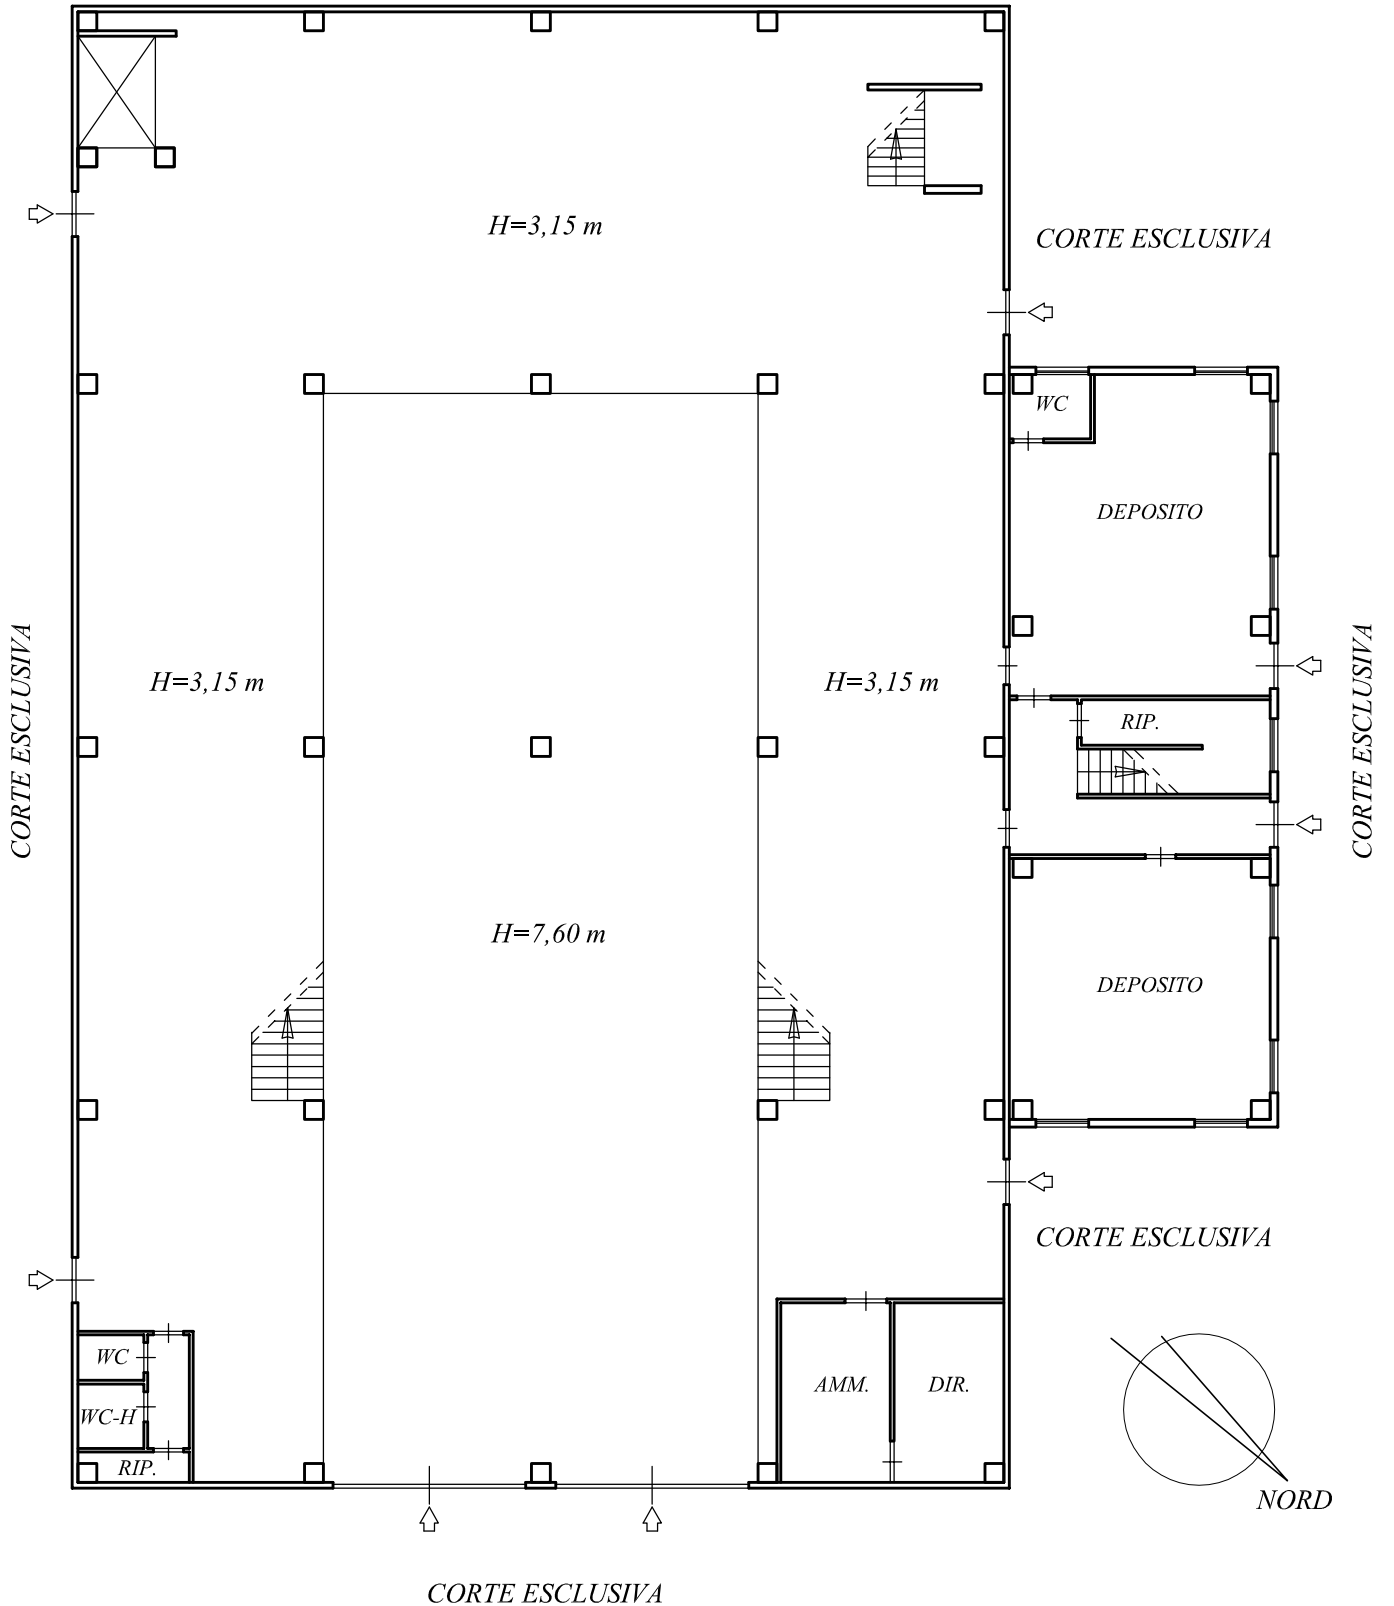 H=3,15 m
CORTE ESCLUSIVA
WC
DEPOSITO
CORTE ESCLUSIVA
H=3,15 m
H=3,15 m
CORTE ESCLUSIVA
RIP.
H=7,60 m
DEPOSITO
CORTE ESCLUSIVA
WC
AMM.
DIR.
WC-H
RIP.
NORD
CORTE ESCLUSIVA